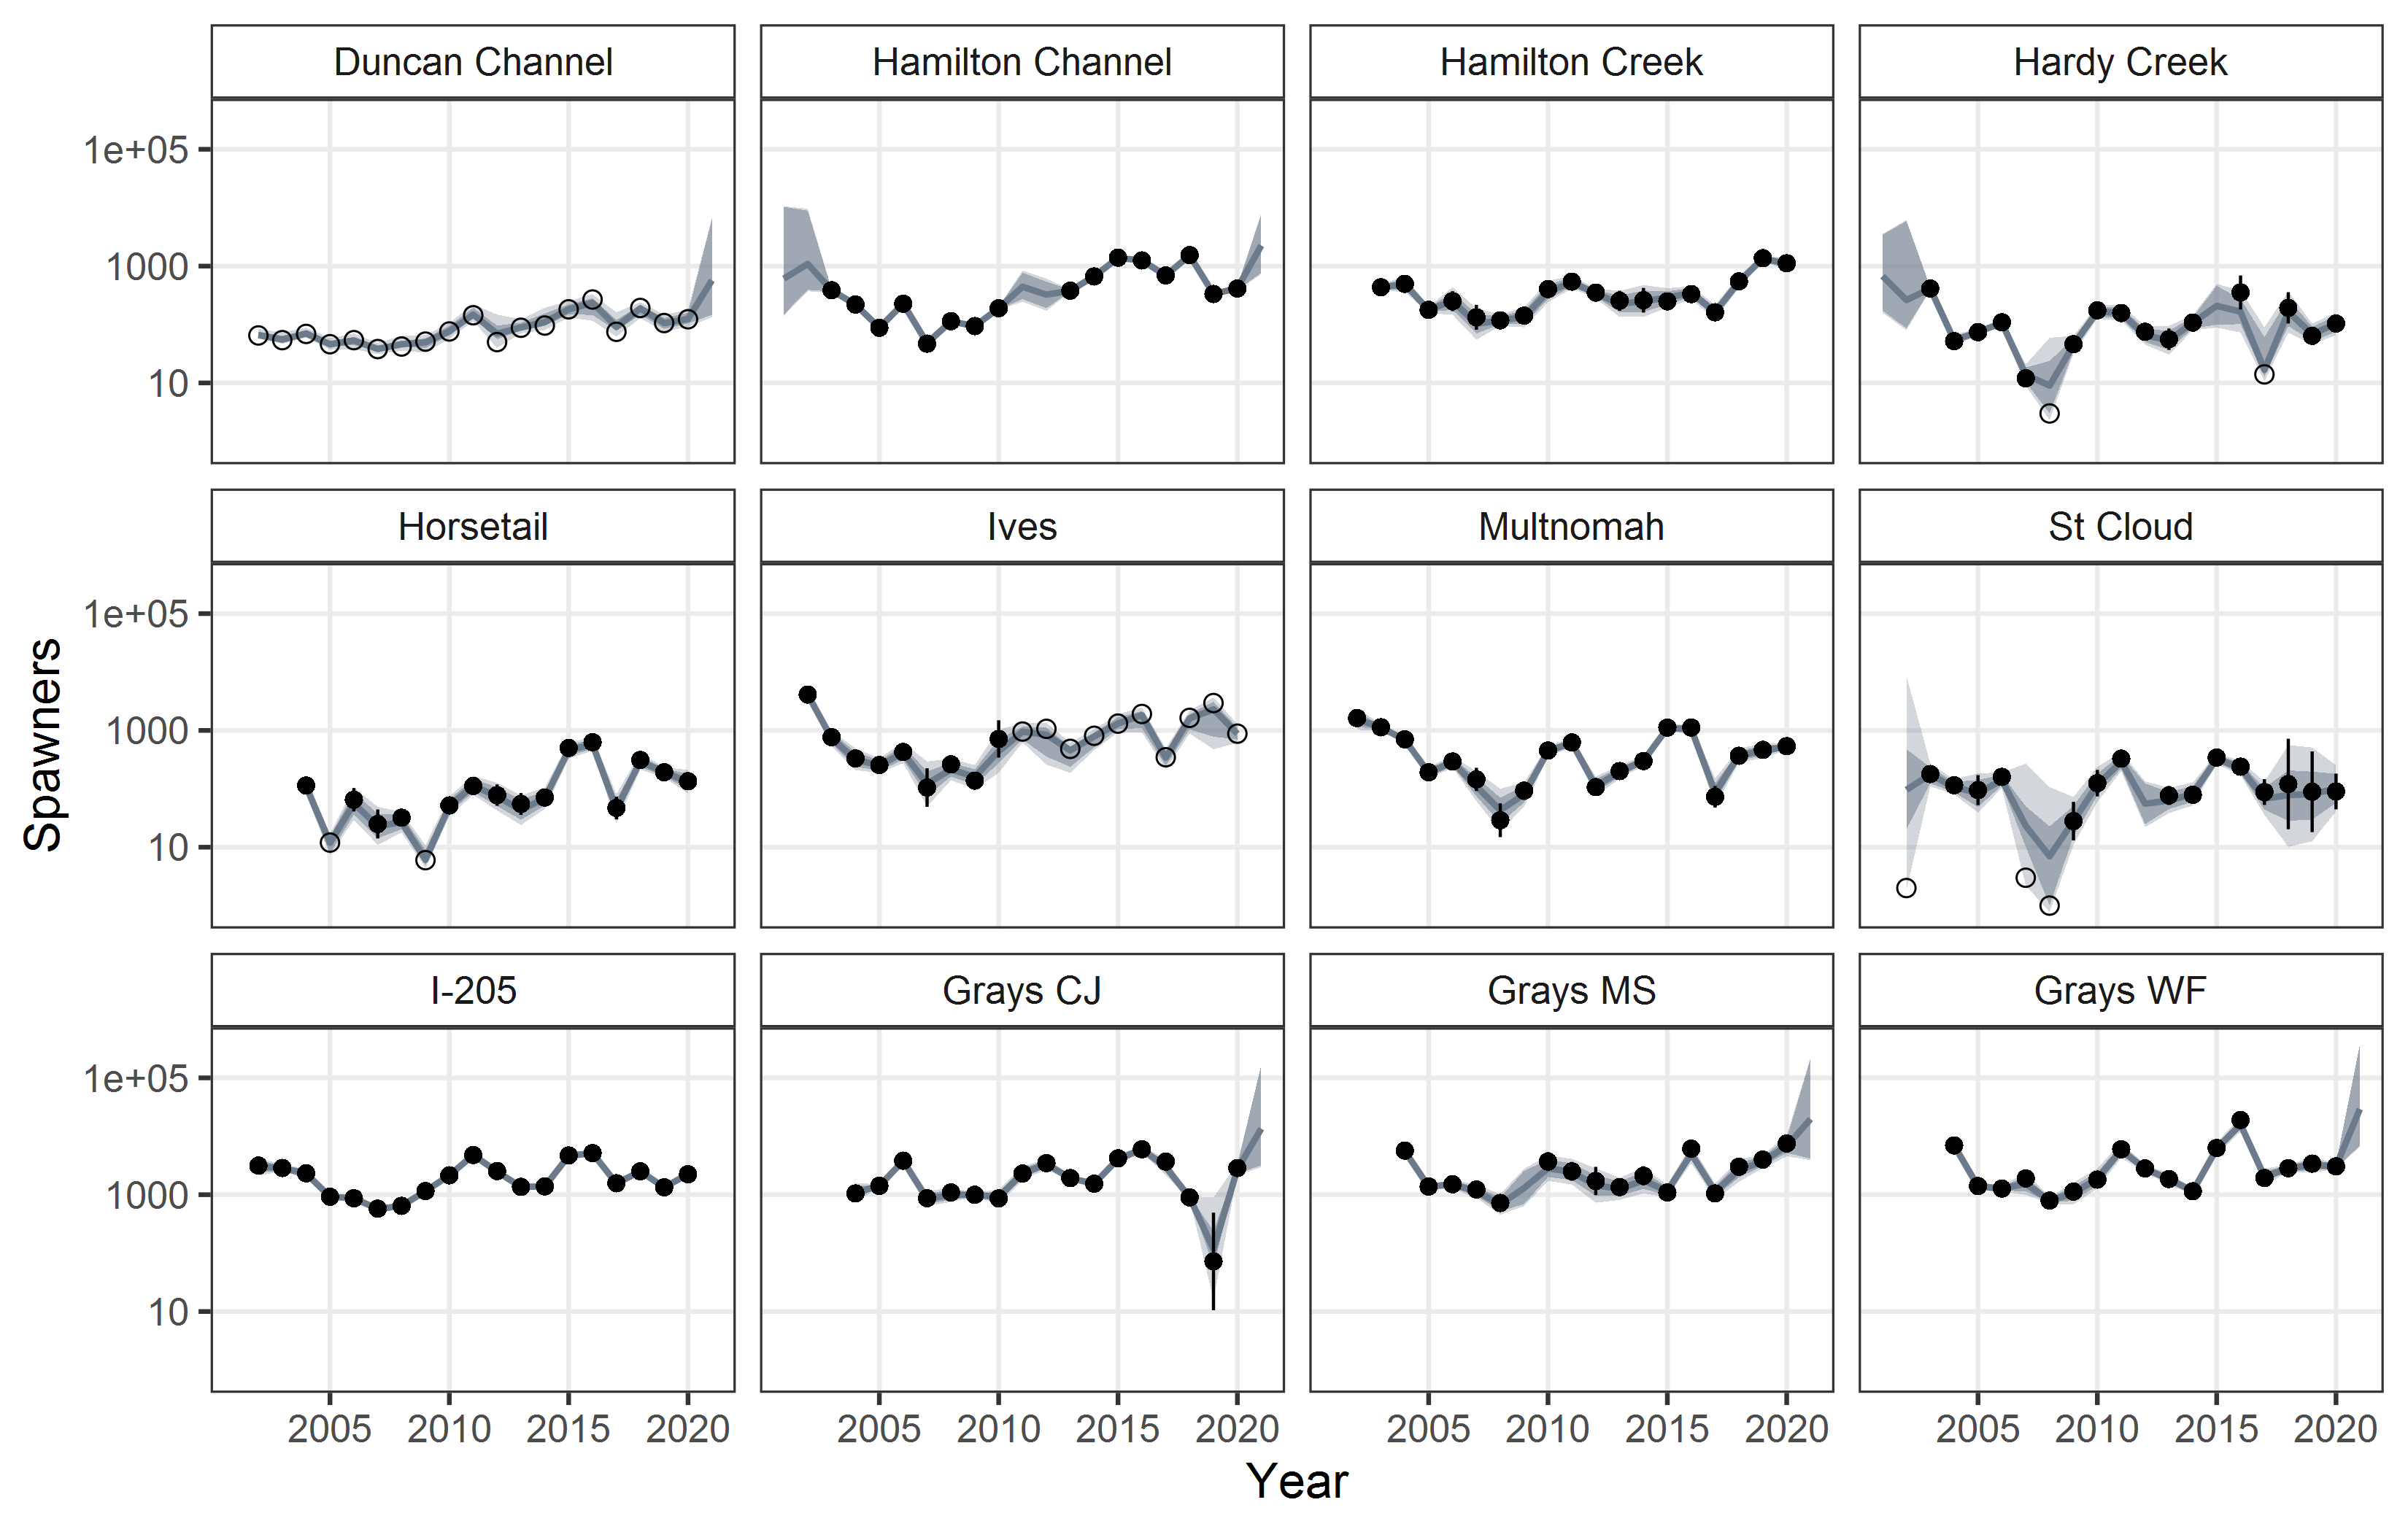 Duncan Channel Hamilton Channel Hamilton Creek Hardy Creek
1e+05
1000
10
Horsetail Ives Multnomah St Cloud
1e+05
1000
10
Spawners
I-205 Grays CJ Grays MS Grays WF
1e+05
1000
10
2005 2010 2015 2020 2005 2010 2015 2020 2005 2010 2015 2020 2005 2010 2015 2020
Year